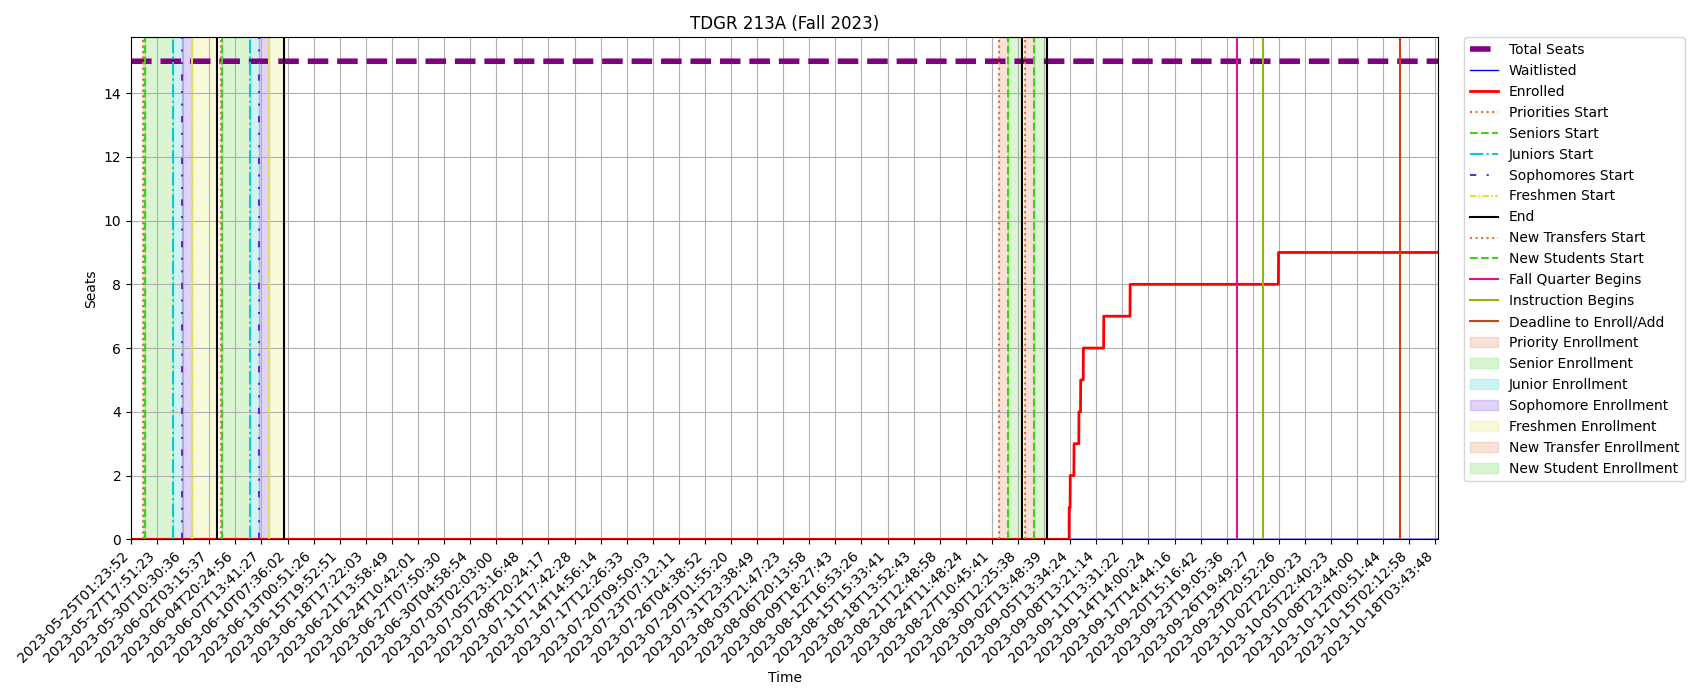 TDGR 213A (Fall 2023)
Seats
14
12
10
8
6
4
2
0
2023-05-25T01:23:52
2023-05-27T17:51:23
2023-05-30T10:30:36
2023-06-02T03:15:37
2023-06-04T20:24:56
2023-06-07T13:41:27
2023-06-10T07:36:02
2023-06-13T00:51:26
2023-06-15T19:52:51
2023-06-18T17:22:03
2023-06-21T13:58:49
2023-06-24T10:42:01
2023-06-27T07:50:30
2023-06-30T04:58:54
2023-07-03T02:03:00
2023-07-05T23:16:48
2023-07-08T20:24:17
2023-07-11T17:42:28
2023-07-14T14:56:14
2023-07-17T12:26:33
2023-07-20T09:50:03
2023-07-23T07:12:11
2023-07-26T04:38:52
2023-07-29T01:55:20
2023-07-31T23:38:49
2023-08-03T21:47:23
2023-08-06T20:13:58
2023-08-09T18:27:43
2023-08-12T16:53:26
2023-08-15T15:33:41
2023-08-18T13:52:43
2023-08-21T12:48:58
2023-08-24T11:48:24
2023-08-27T10:45:41
2023-08-30T12:25:38
2023-09-02T13:48:39
2023-09-05T13:34:24
2023-09-08T13:21:14
2023-09-11T13:31:22
2023-09-14T14:00:24
2023-09-17T14:44:16
2023-09-20T15:16:42
2023-09-23T19:05:36
2023-09-26T19:49:27
2023-09-29T20:52:26
2023-10-02T22:00:23
2023-10-05T22:40:23
2023-10-08T23:44:00
2023-10-12T00:51:44
2023-10-15T02:12:58
2023-10-18T03:43:48
Time
Total Seats
Waitlisted
Enrolled
Priorities Start
Seniors Start
Juniors Start
Sophomores Start
Freshmen Start
End
New Transfers Start
New Students Start
Fall Quarter Begins
Instruction Begins
Deadline to Enroll/Add
Priority Enrollment
Senior Enrollment
Junior Enrollment
Sophomore Enrollment
Freshmen Enrollment
New Transfer Enrollment
New Student Enrollment